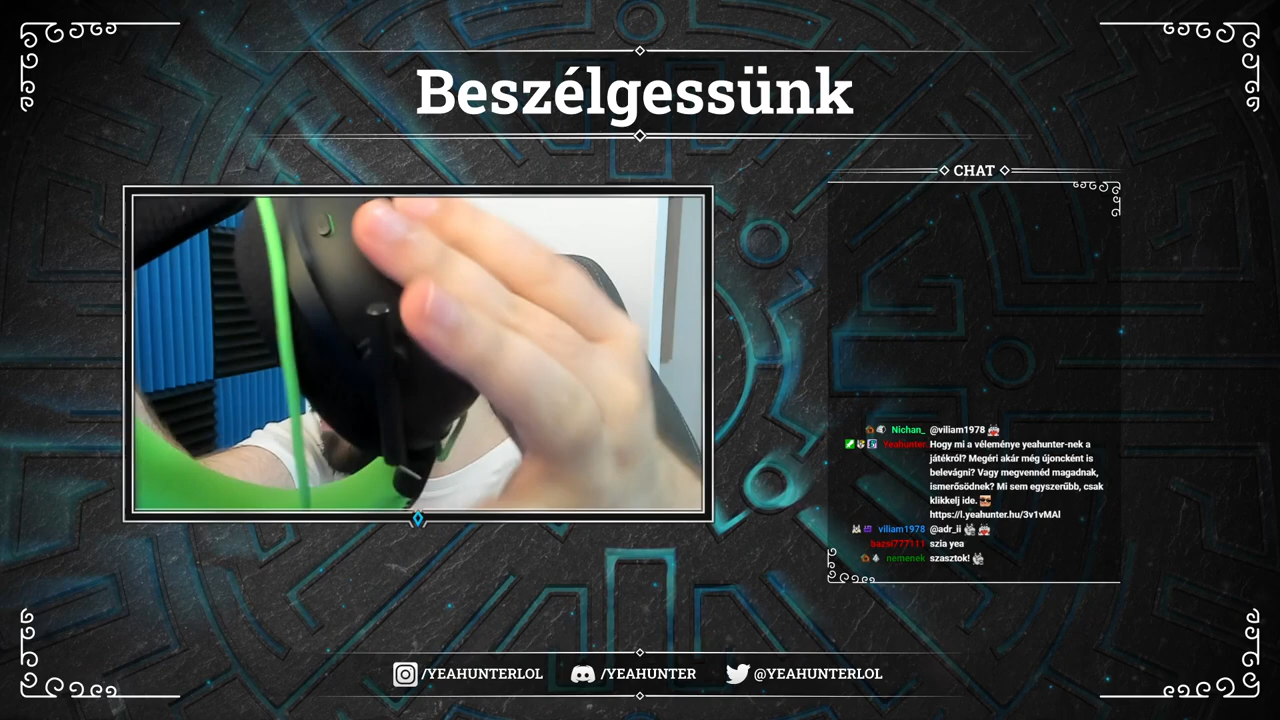 Beszélgessünk
CHAT
Nichan_ @viliam1978
Yeahunter Hogy mi a véleménye yeahunter-nek a
játékról? Megéri akár még újoncként is
belevágni? Vagy megvennéd magadnak,
ismerősödnek? Mi sem egyszerűbb, csak
klikkelj ide.
https://l.yeahunter.hu/3v1vMAl
viliam1978 @adr_ii
bazsi777111 szia yea
nemenek szasztok!
/YEAHUNTERLOL /YEAHUNTER @YEAHUNTERLOL